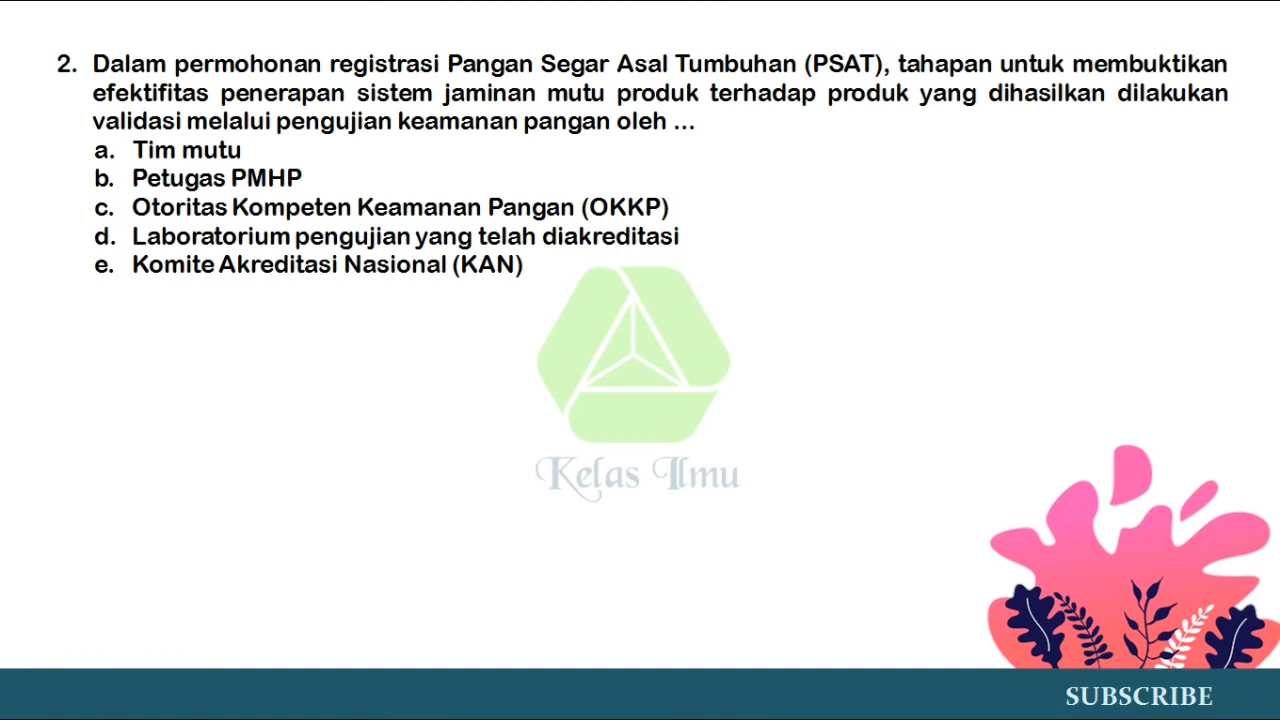 2. Dalam permohonan registrasi Pangan Segar Asal Tumbuhan (PSAT), tahapan untuk membuktikan
efektifitas penerapan sistem jaminan mutu produk terhadap produk yang dihasilkan dilakukan
validasi melalui pengujian keamanan pangan oleh ...
a. Tim mutu
b. Petugas PMHP
c. Otoritas Kompeten Keamanan Pangan (OKKP)
d. Laboratorium pengujian yang telah diakreditasi
e. Komite Akreditasi Nasional (KAN)
Kelas Ilmu
SUBSCRIBE